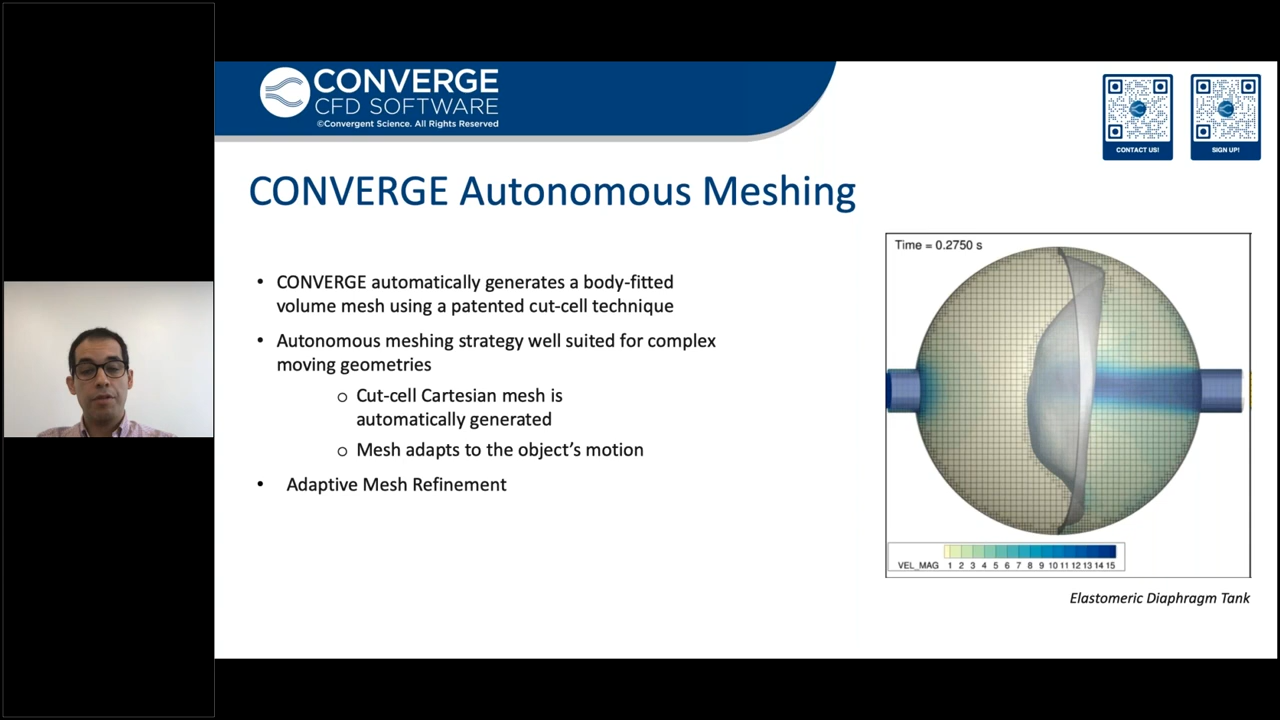 CONVERGE
CFD SOFTWARE
©Convergent Science. All Rights Reserved
CONTACT US!
SIGN UP!
CONVERGE Autonomous Meshing
• CONVERGE automatically generates a body-fitted
volume mesh using a patented cut-cell technique
• Autonomous meshing strategy well suited for complex
moving geometries
o Cut-cell Cartesian mesh is
automatically generated
o Mesh adapts to the object's motion
• Adaptive Mesh Refinement
Time = 0.2750 s
VEL_MAG 1 2 3 4 5 6 7 8 9 10 11 12 13 14 15
Elastomeric Diaphragm Tank